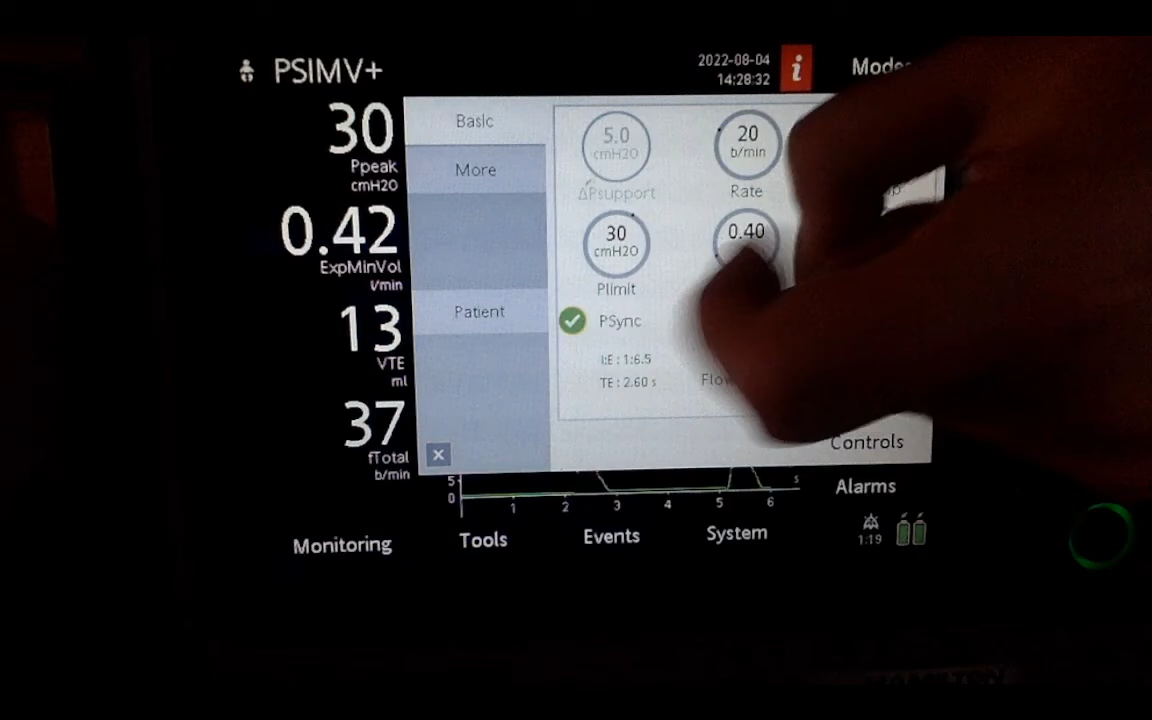 PSIMV+
2022-08-04
14:28:32
i
30
Ppeak
cmH2O
0.42
ExpMinVol
l/min
13
VTE
ml
37
fTotal
b/min
Basic
More
Patient
5.0
cmH2O
ΔPsupport
20
b/min
Rate
30
cmH2O
Plimit
0.40
PSync
I:E : 1:6.5
TE : 2.60 s
Controls
5
0
1
2
3
4
5
6
s
Alarms
1:19
Monitoring
Tools
Events
System